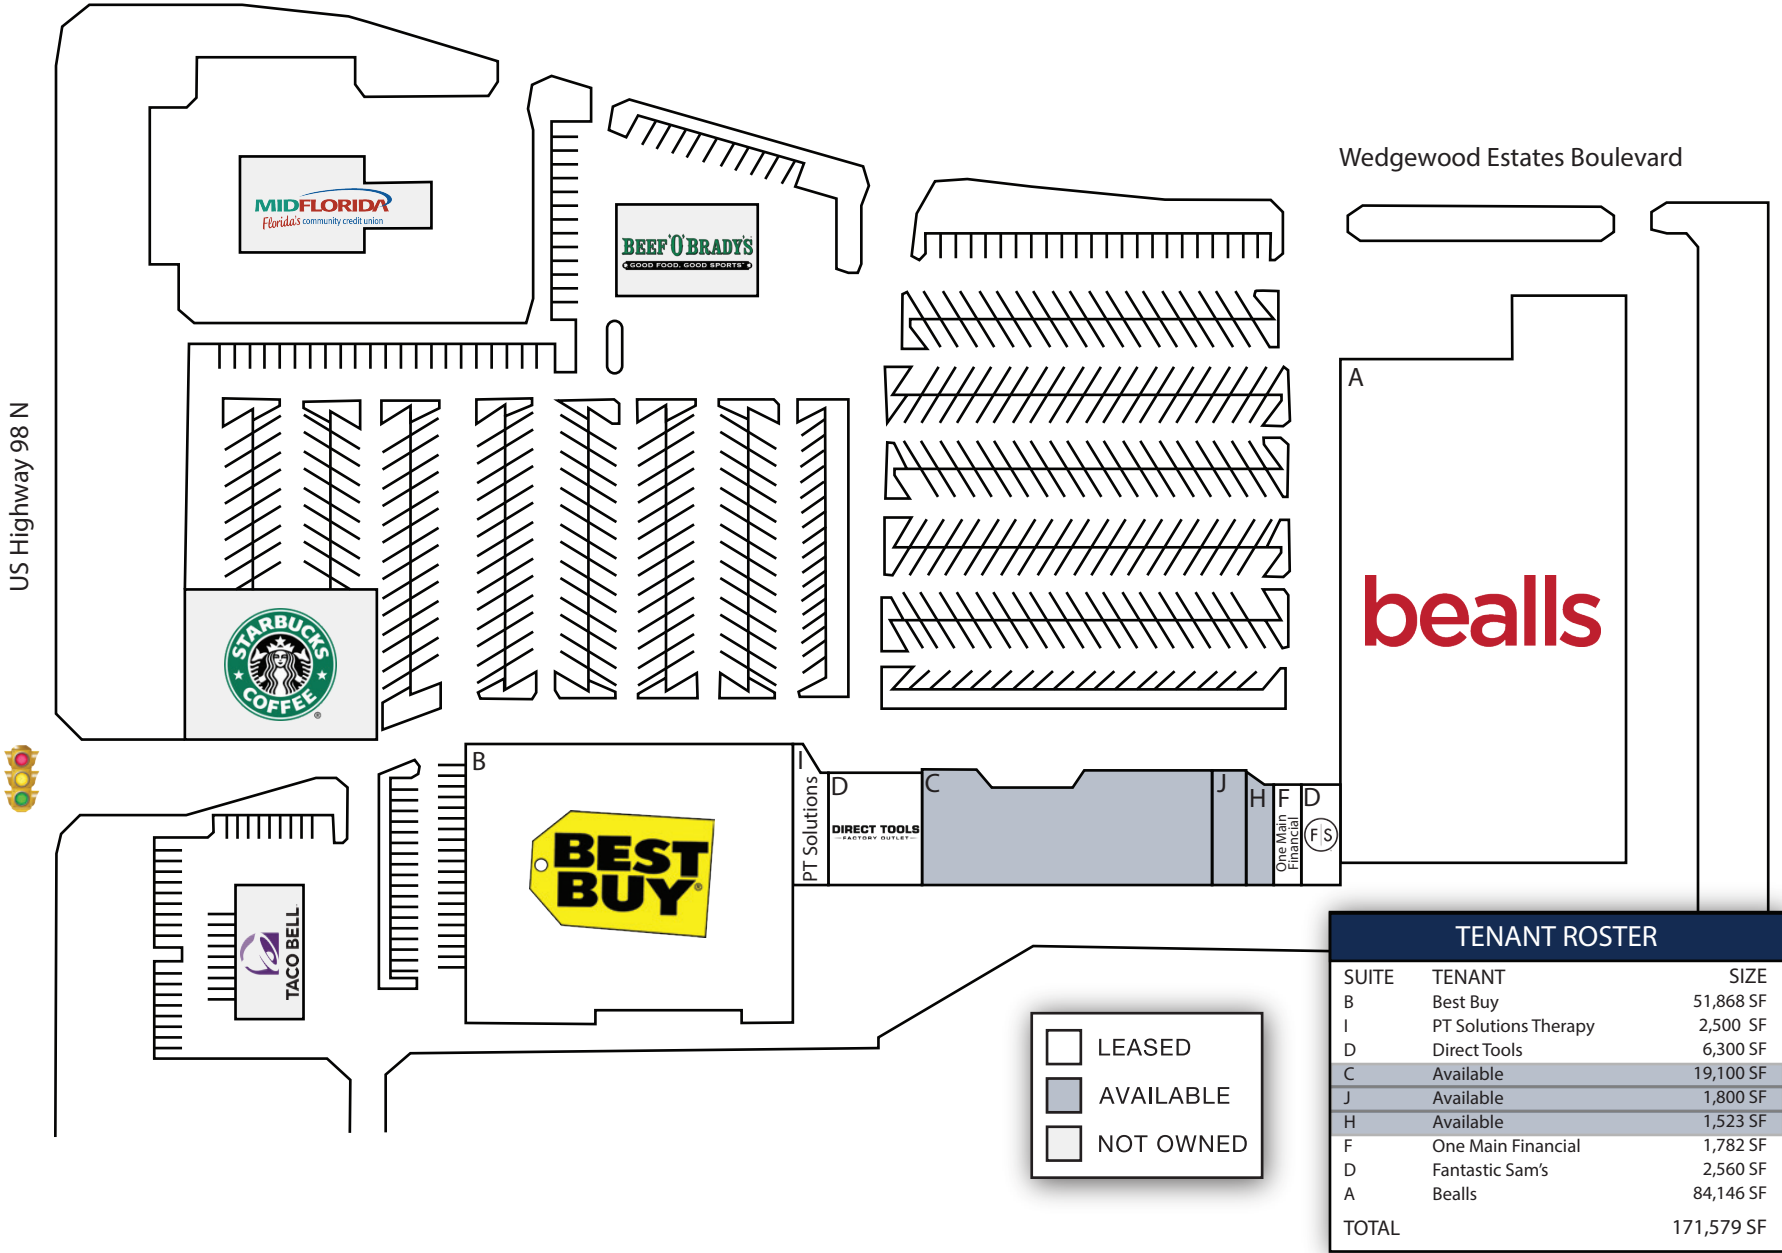 Wedgewood Estates Boulevard
US Highway 98 N
MIDFLORIDA
Florida's community credit union
BEEF 'O' BRADY'S
GOOD FOOD. GOOD SPORTS
STARBUCKS
COFFEE
®
A
bealls
B
BEST
BUY®
I
PT Solutions
D
DIRECT TOOLS
FACTORY OUTLET
C
J
H
F
One Main
Financial
D
F|S
TACO BELL
LEASED
AVAILABLE
NOT OWNED
TENANT ROSTER
SUITE TENANT SIZE
B Best Buy 51,868 SF
I PT Solutions Therapy 2,500 SF
D Direct Tools 6,300 SF
C Available 19,100 SF
J Available 1,800 SF
H Available 1,523 SF
F One Main Financial 1,782 SF
D Fantastic Sam's 2,560 SF
A Bealls 84,146 SF
TOTAL 171,579 SF